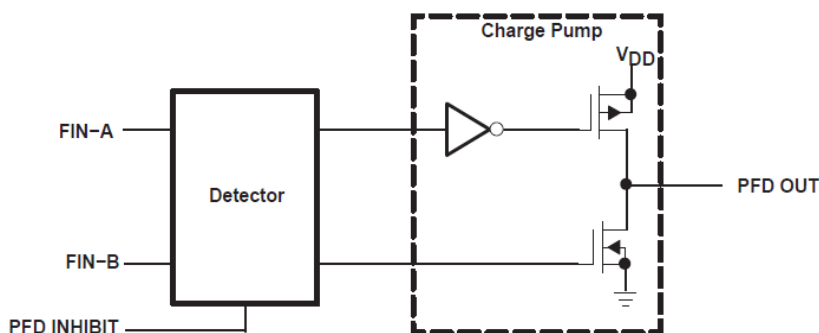 Charge Pump
VDD
FIN−A
Detector
PFD OUT
FIN−B
PFD INHIBIT